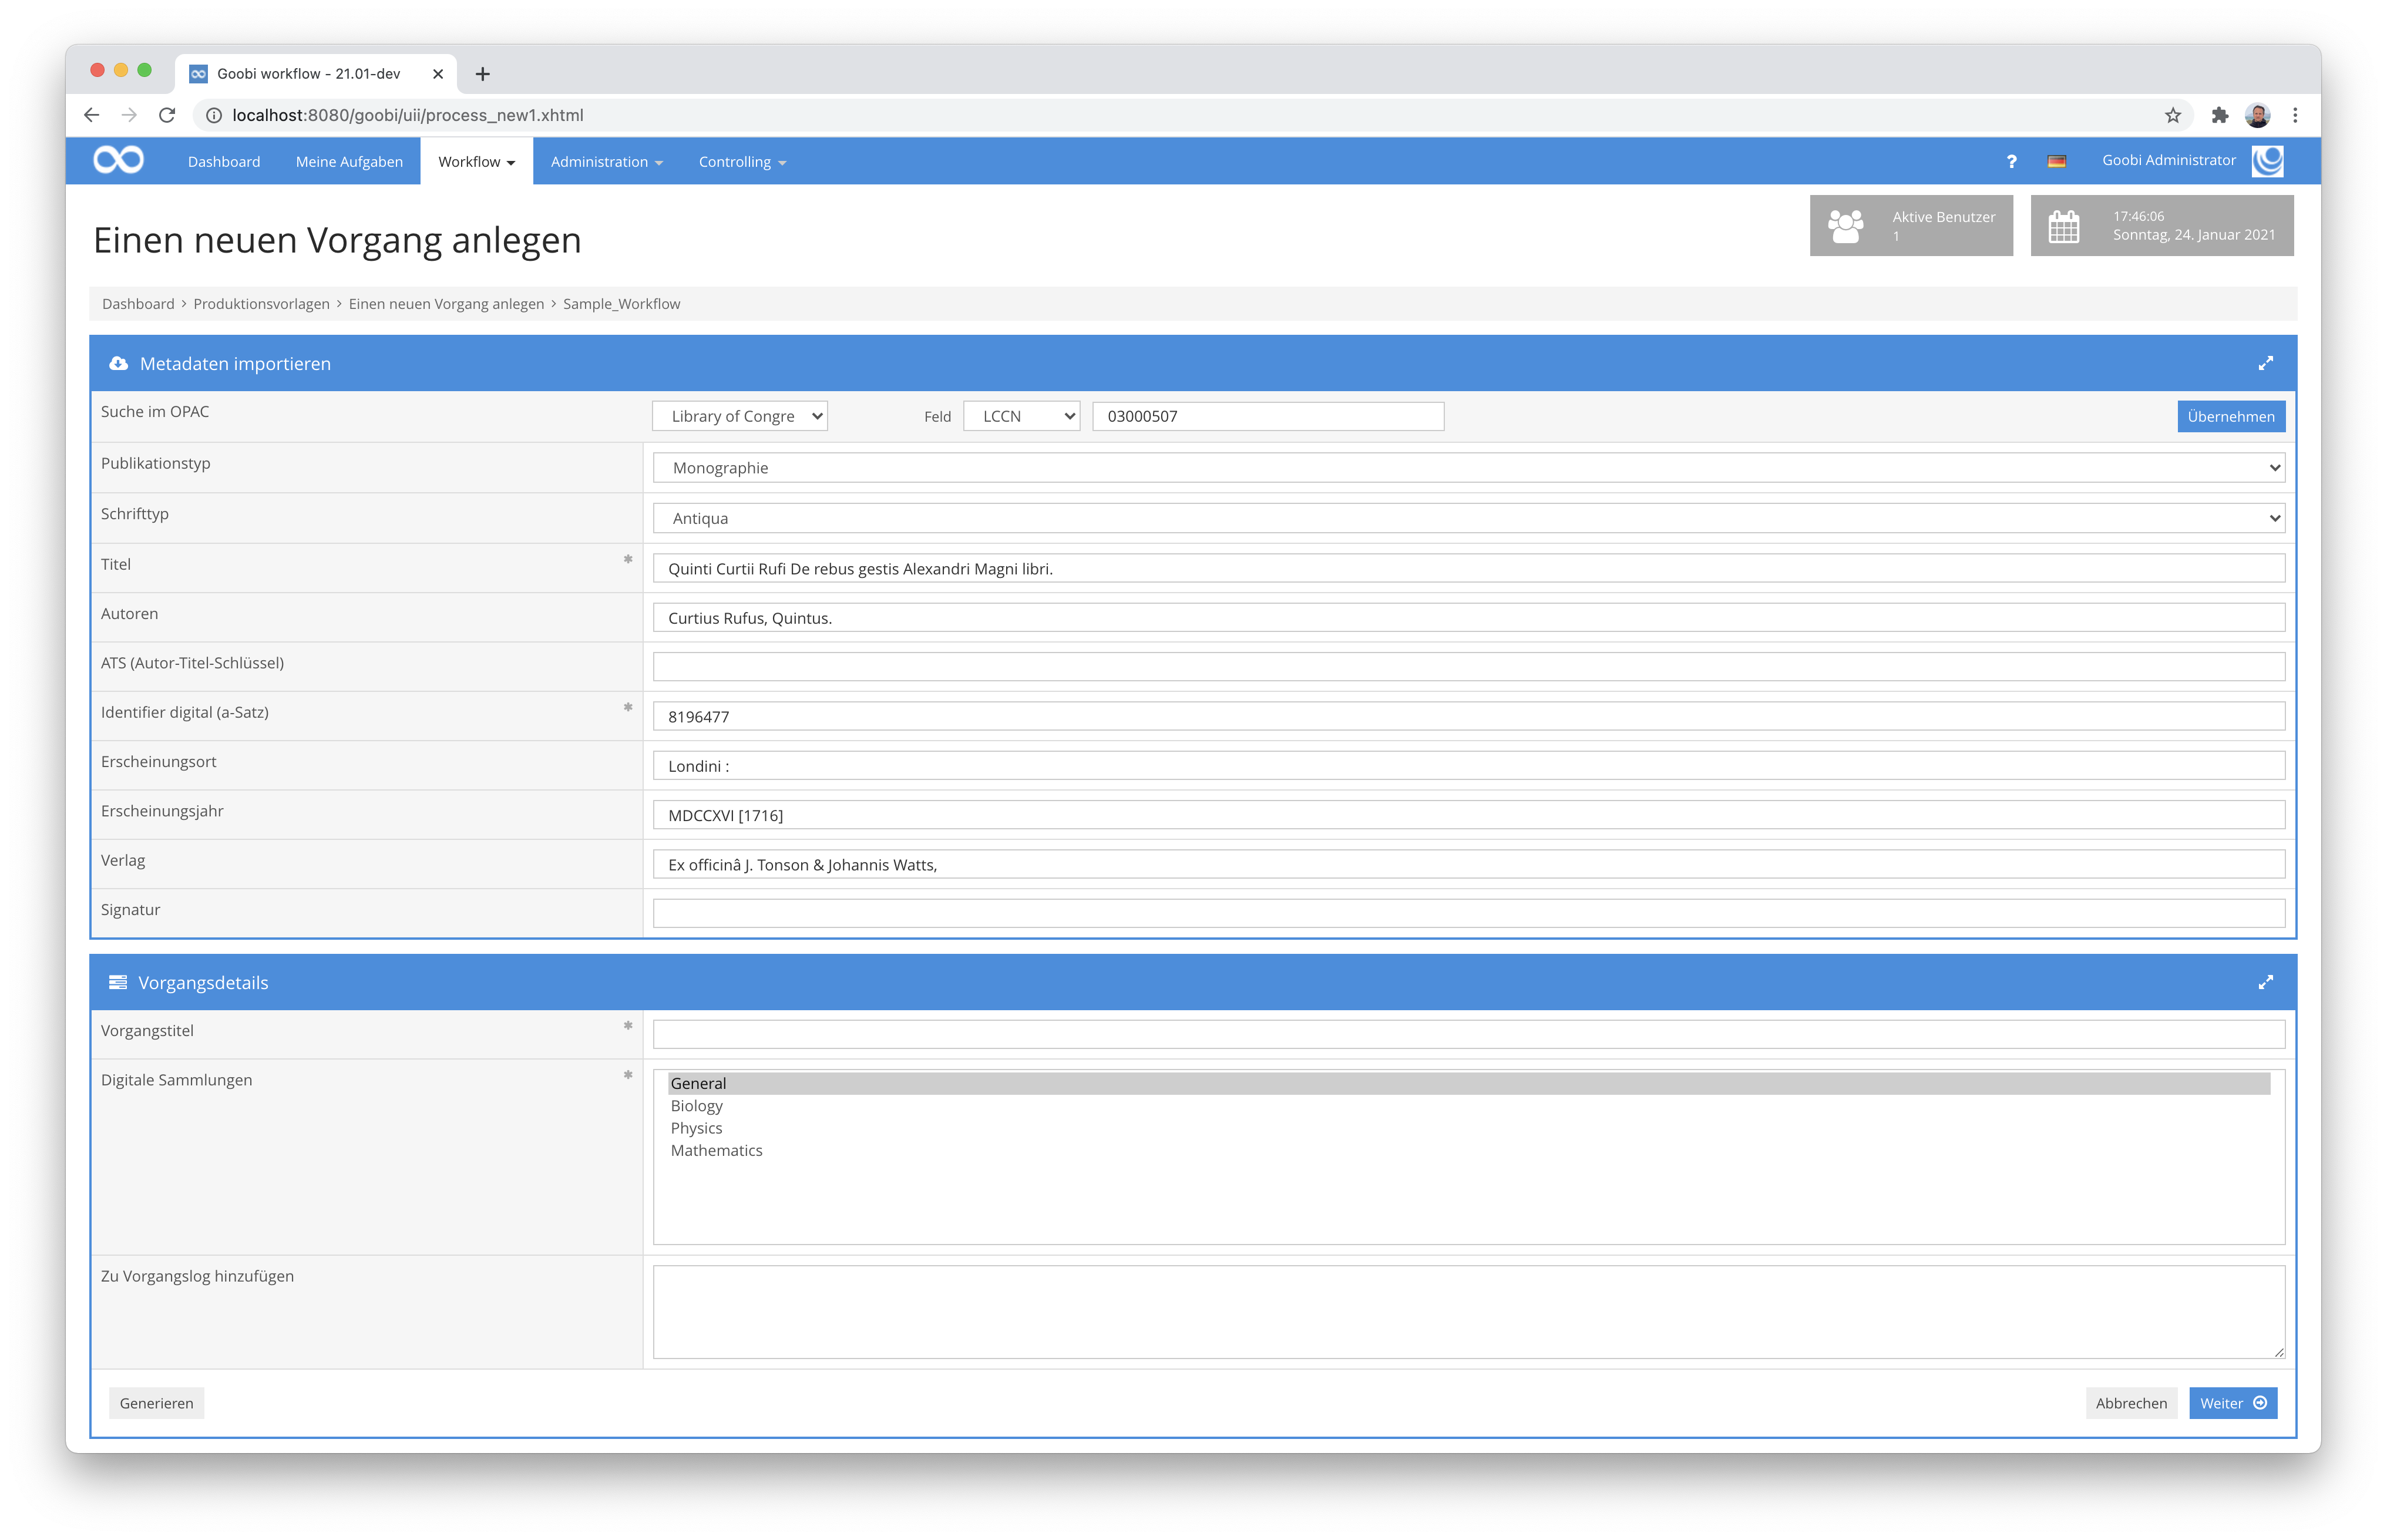 Goobi workflow - 21.01-dev
localhost:8080/goobi/uii/process_new1.xhtml
Dashboard Meine Aufgaben Workflow Administration Controlling ? Goobi Administrator
Einen neuen Vorgang anlegen
Aktive Benutzer
1
17:46:06
Sonntag, 24. Januar 2021
Dashboard > Produktionsvorlagen > Einen neuen Vorgang anlegen > Sample_Workflow
Metadaten importieren
Suche im OPAC Library of Congre Feld LCCN 03000507 Übernehmen
Publikationstyp Monographie
Schrifttyp Antiqua
Titel * Quinti Curtii Rufi De rebus gestis Alexandri Magni libri.
Autoren Curtius Rufus, Quintus.
ATS (Autor-Titel-Schlüssel)
Identifier digital (a-Satz) * 8196477
Erscheinungsort Londini :
Erscheinungsjahr MDCCXVI [1716]
Verlag Ex officinâ J. Tonson & Johannis Watts,
Signatur
Vorgangsdetails
Vorgangstitel *
Digitale Sammlungen * General
Biology
Physics
Mathematics
Zu Vorgangslog hinzufügen
Generieren Abbrechen Weiter